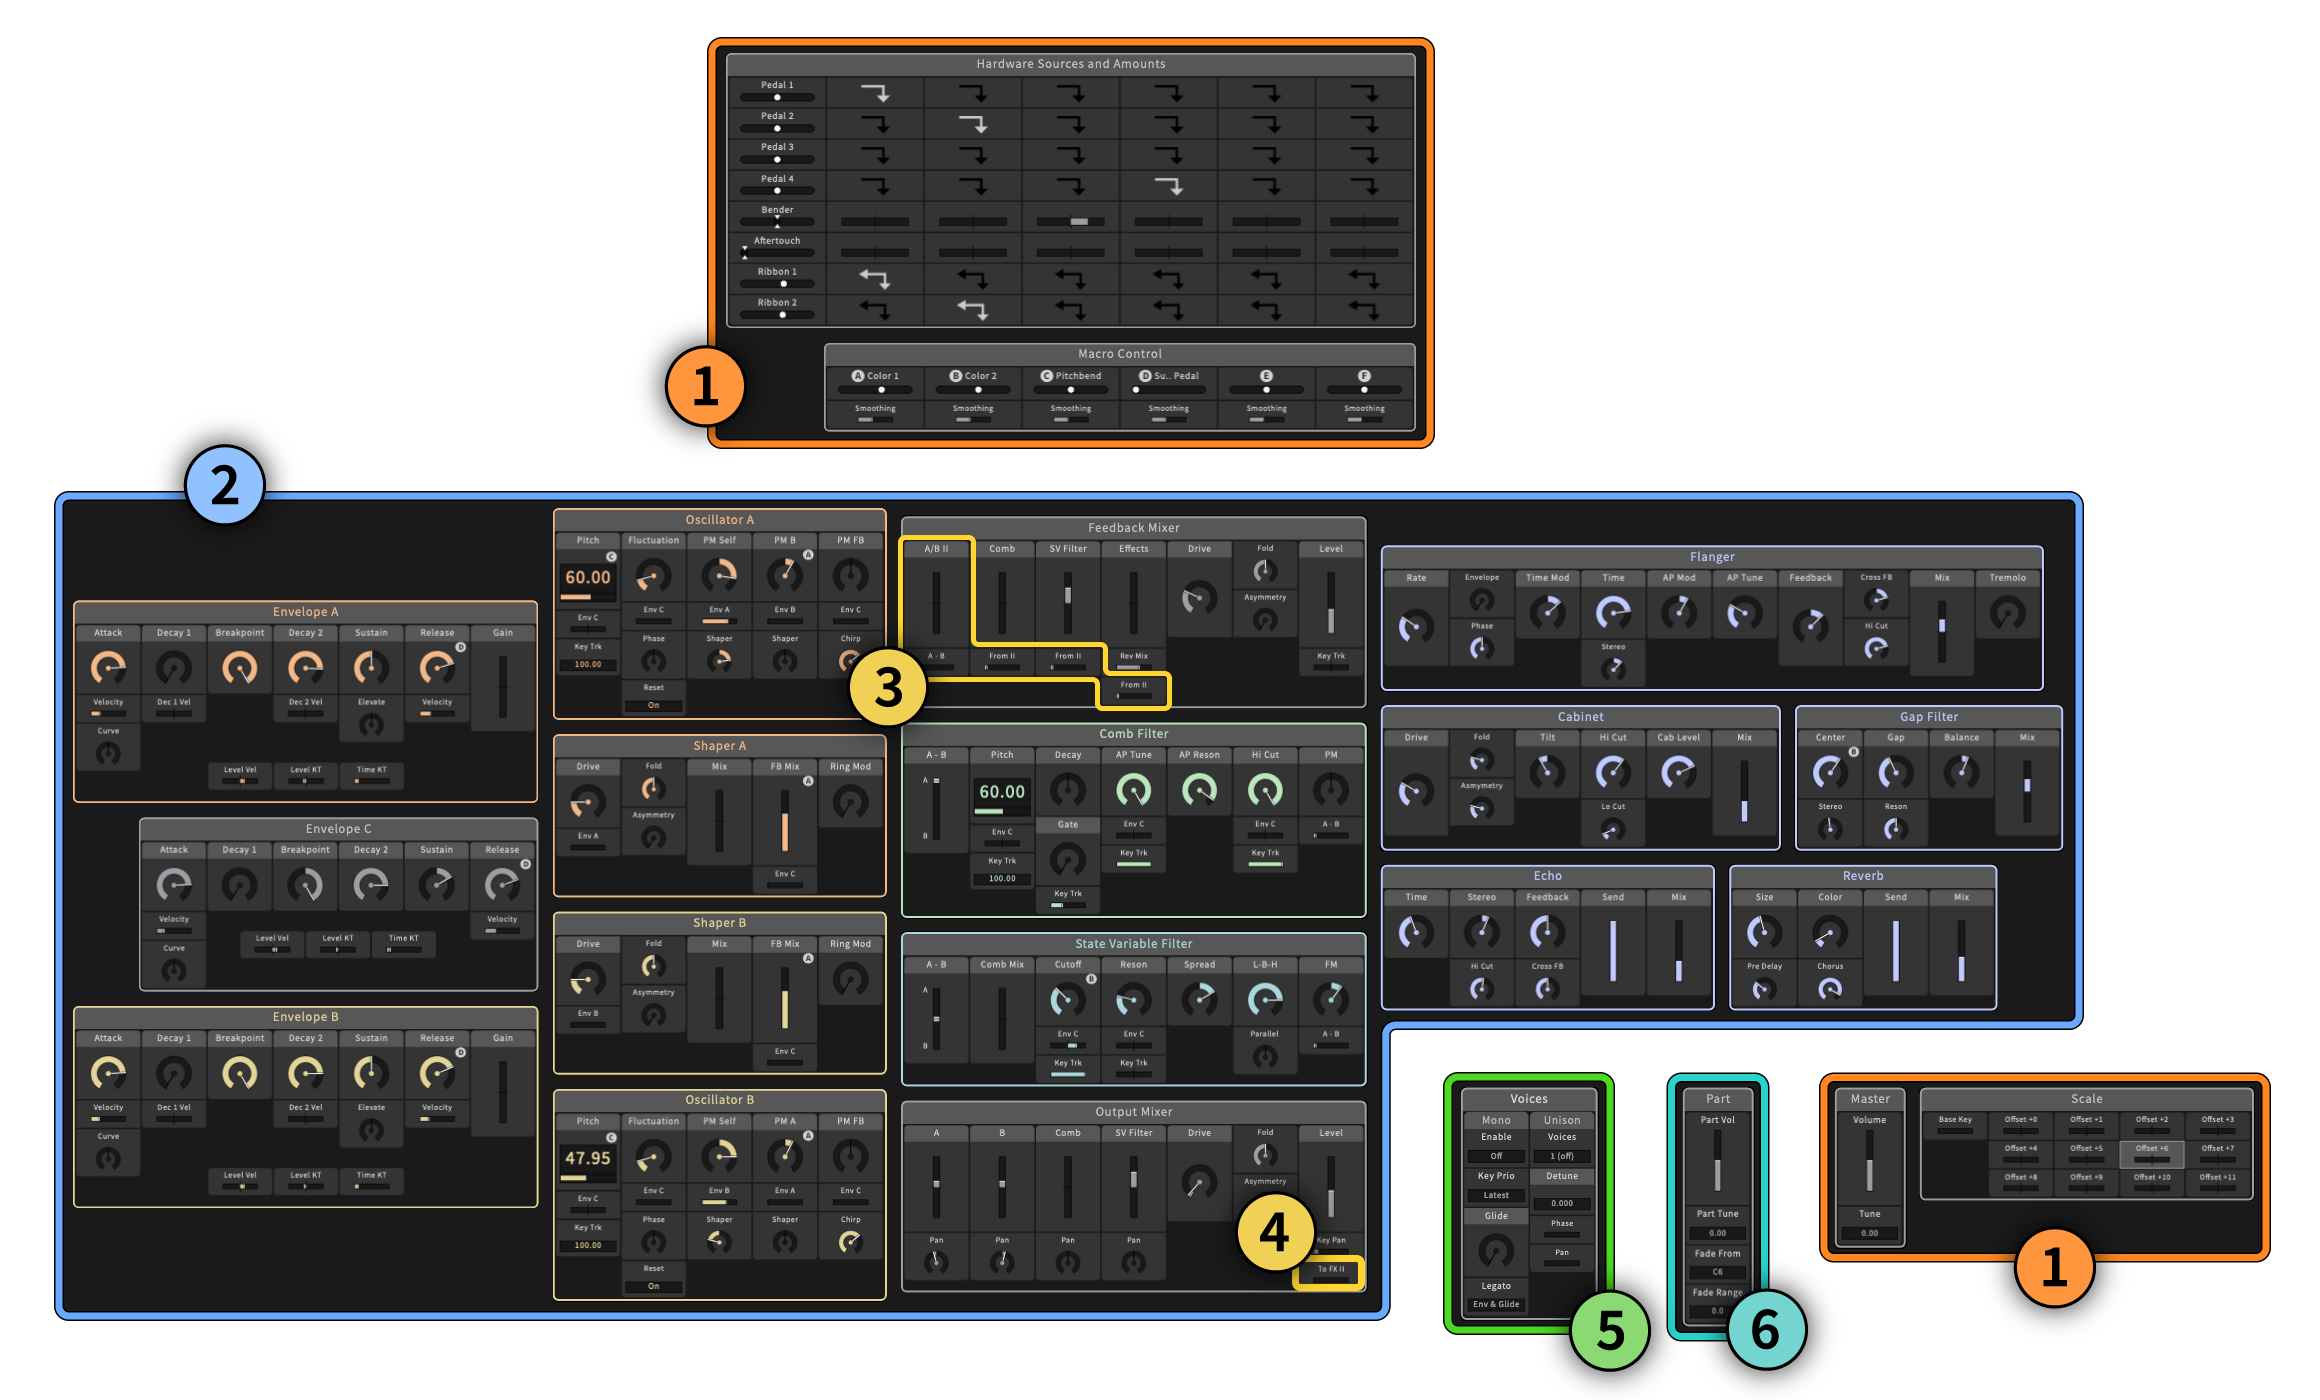 Hardware Sources and Amounts
Pedal 1
Pedal 2
Pedal 3
Pedal 4
Bender
Aftertouch
Ribbon 1
Ribbon 2
Macro Control
A Color 1 B Color 2 C Pitchbend D Su.. Pedal E F
Smoothing Smoothing Smoothing Smoothing Smoothing Smoothing
1
2
Envelope A
Attack Decay 1 Breakpoint Decay 2 Sustain Release Gain
D
Velocity Dec 1 Vel Dec 2 Vel Elevate Velocity
Curve
Level Vel Level KT Time KT
Envelope C
Attack Decay 1 Breakpoint Decay 2 Sustain Release
D
Velocity Velocity
Level Vel Level KT Time KT
Curve
Envelope B
Attack Decay 1 Breakpoint Decay 2 Sustain Release Gain
D
Velocity Dec 1 Vel Dec 2 Vel Elevate Velocity
Curve
Level Vel Level KT Time KT
Oscillator A
Pitch Fluctuation PM Self PM B PM FB
C A
60.00
Env C Env C Env A Env B Env C
Key Trk Phase Shaper Shaper Chirp
100.00
Reset
On
Shaper A
Drive Fold Mix FB Mix Ring Mod
A
Asymmetry
Env A
Env C
Shaper B
Drive Fold Mix FB Mix Ring Mod
A
Asymmetry
Env B
Env C
Oscillator B
Pitch Fluctuation PM Self PM A PM FB
C A
47.95
Env C Env C Env B Env A Env C
Key Trk Phase Shaper Shaper Chirp
100.00
Reset
On
Feedback Mixer
A/B II Comb SV Filter Effects Drive Fold Level
Asymmetry
A - B From II From II Rev Mix Key Trk
From II
3
Comb Filter
A - B Pitch Decay AP Tune AP Reson Hi Cut PM
A
60.00
Gate
B Env C Env C Env C A - B
Key Trk Key Trk Key Trk
100.00
Key Trk
State Variable Filter
A - B Comb Mix Cutoff Reson Spread L-B-H FM
B
A
B Env C Env C Parallel A - B
Key Trk Key Trk
Output Mixer
A B Comb SV Filter Drive Fold Level
Asymmetry
Pan Pan Pan Pan Key Pan
To FX II
4
Flanger
Rate Envelope Time Mod Time AP Mod AP Tune Feedback Cross FB Mix Tremolo
Phase Hi Cut
Stereo
Cabinet
Drive Fold Tilt Hi Cut Cab Level Mix
Asmymetry
Lo Cut
Gap Filter
Center Gap Balance Mix
B
Stereo Reson
Echo
Time Stereo Feedback Send Mix
Hi Cut Cross FB
Reverb
Size Color Send Mix
Pre Delay Chorus
Voices
Mono Unison
Enable Voices
Off 1 (off)
Key Prio Detune
Latest 0.000
Glide Phase
Pan
Legato
Env & Glide
5
Part
Part Vol
Part Tune
0.00
Fade From
C6
Fade Range
0.0
6
Master
Volume
Tune
0.00
Scale
Base Key Offset +0 Offset +1 Offset +2 Offset +3
Offset +4 Offset +5 Offset +6 Offset +7
Offset +8 Offset +9 Offset +10 Offset +11
1